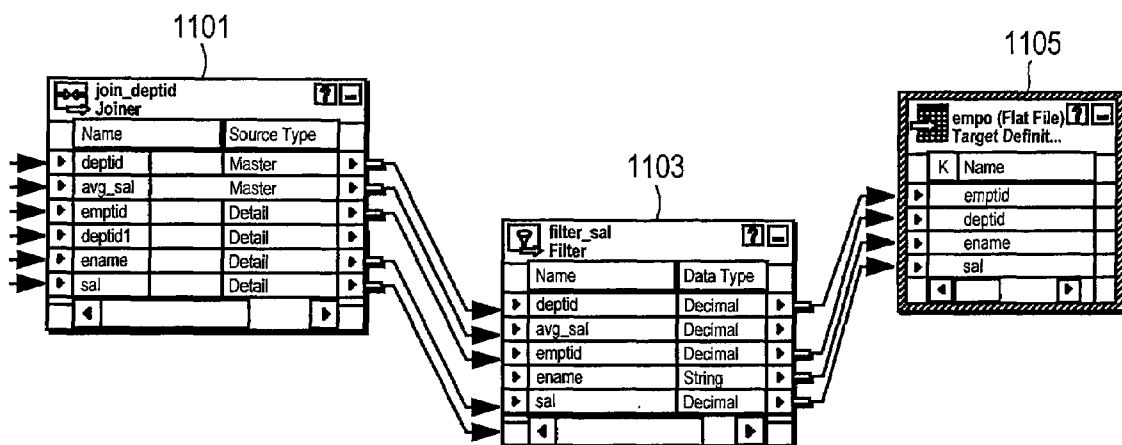 1101
join_deptid
Joiner
?
Name Source Type
deptid Master
avg_sal Master
emptid Detail
deptid1 Detail
ename Detail
sal Detail
1103
filter_sal
Filter
?
Name Data Type
deptid Decimal
avg_sal Decimal
emptid Decimal
ename String
sal Decimal
1105
empo (Flat File)
Target Definit...
?
K Name
emptid
deptid
ename
sal